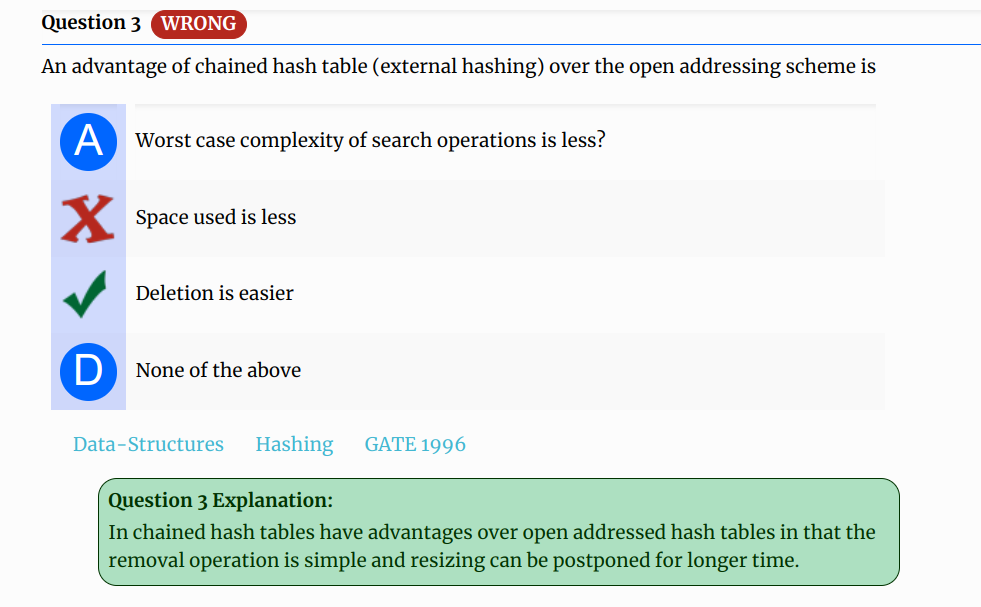 Question 3 WRONG
An advantage of chained hash table (external hashing) over the open addressing scheme is
A Worst case complexity of search operations is less?
Space used is less
Deletion is easier
D None of the above
Data-Structures Hashing GATE 1996
Question 3 Explanation:
In chained hash tables have advantages over open addressed hash tables in that the
removal operation is simple and resizing can be postponed for longer time.